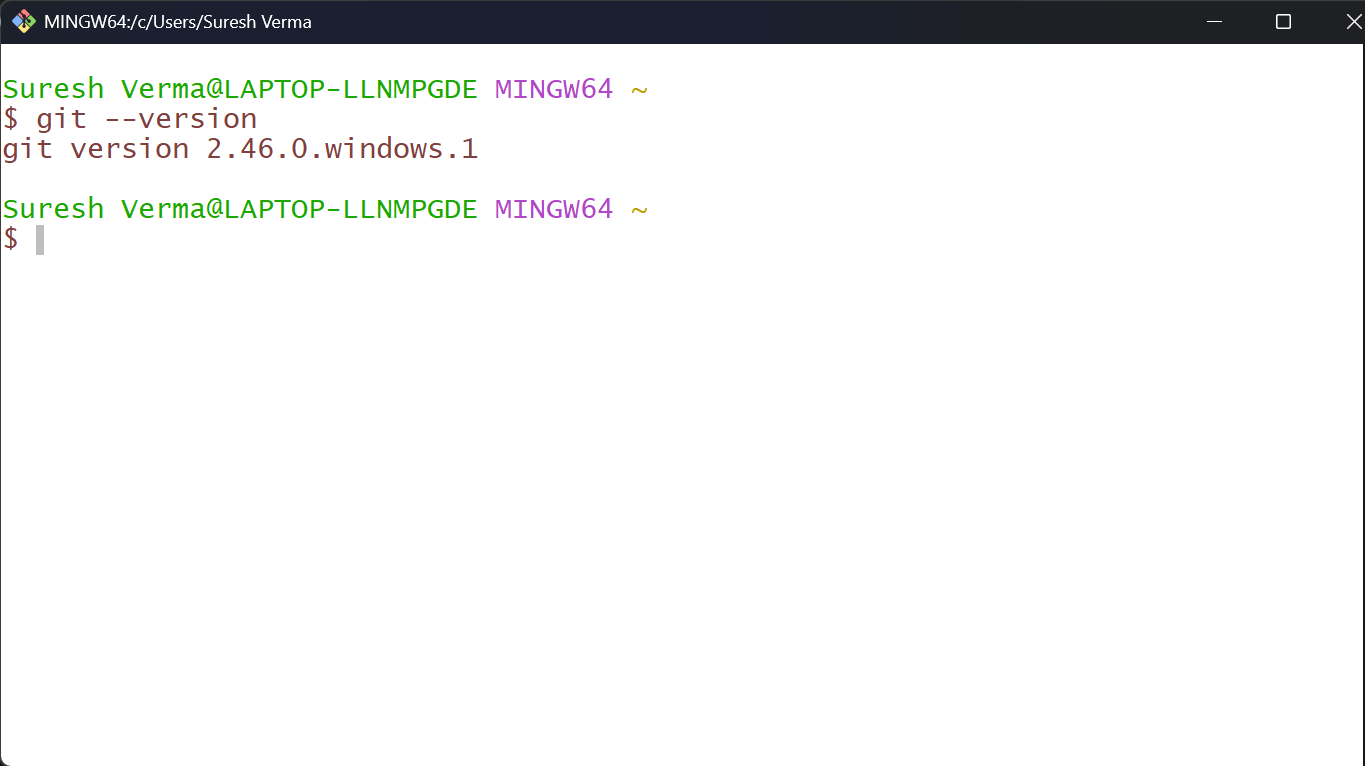 MINGW64:/c/Users/Suresh Verma
Suresh Verma@LAPTOP-LLNMPGDE MINGW64 ~
$ git --version
git version 2.46.0.windows.1
Suresh Verma@LAPTOP-LLNMPGDE MINGW64 ~
$